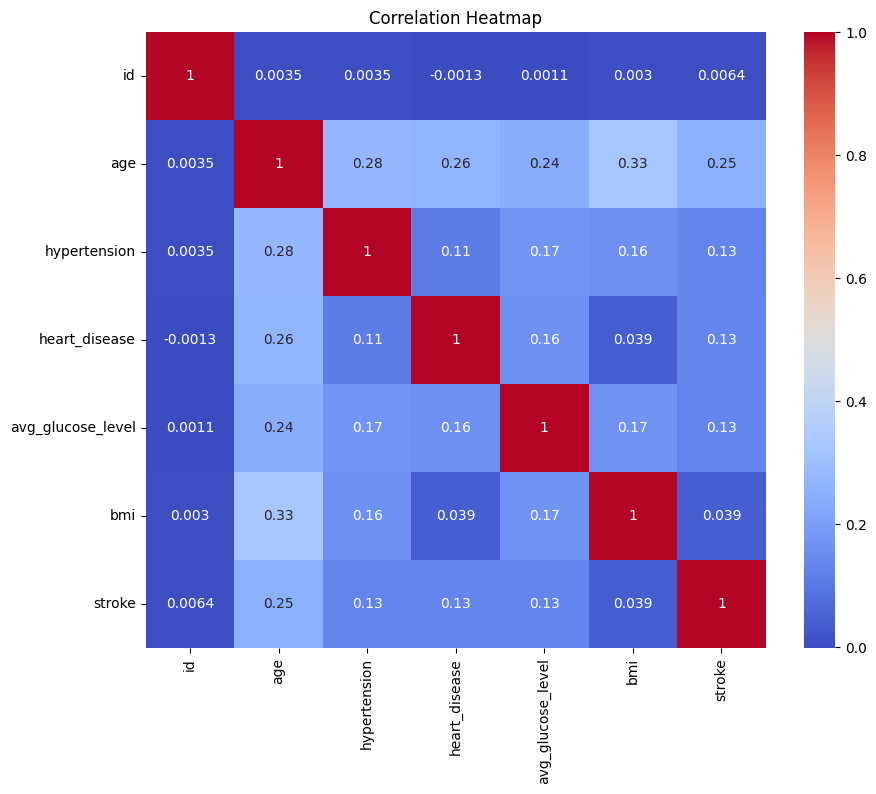 Correlation Heatmap
id 1 0.0035 0.0035 -0.0013 0.0011 0.003 0.0064
age 0.0035 1 0.28 0.26 0.24 0.33 0.25
hypertension 0.0035 0.28 1 0.11 0.17 0.16 0.13
heart_disease -0.0013 0.26 0.11 1 0.16 0.039 0.13
avg_glucose_level 0.0011 0.24 0.17 0.16 1 0.17 0.13
bmi 0.003 0.33 0.16 0.039 0.17 1 0.039
stroke 0.0064 0.25 0.13 0.13 0.13 0.039 1
id age hypertension heart_disease avg_glucose_level bmi stroke
1.0
0.8
0.6
0.4
0.2
0.0